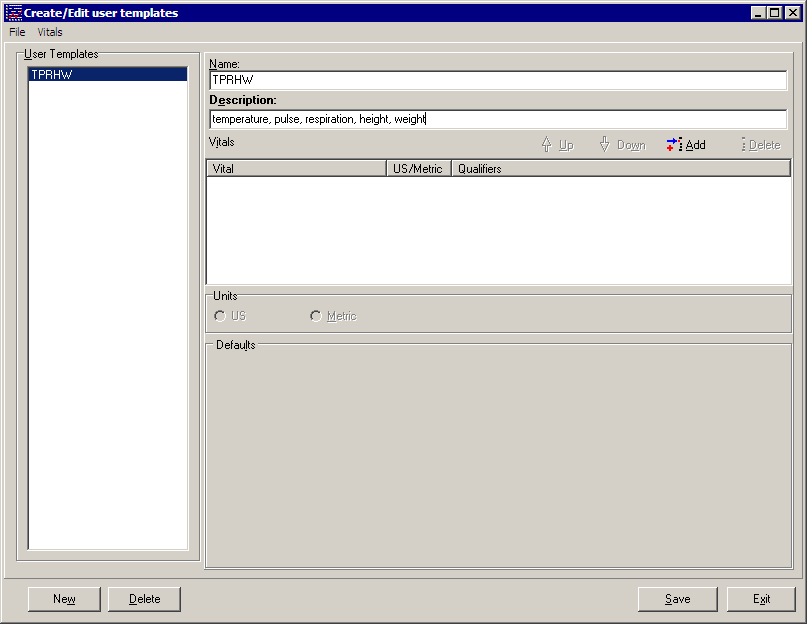 Create/Edit user templates
File Vitals
User Templates
TPRHW
Name:
TPRHW
Description:
temperature, pulse, respiration, height, weight
Vitals Up Down Add Delete
Vital US/Metric Qualifiers
Units
US Metric
Defaults
New Delete Save Exit